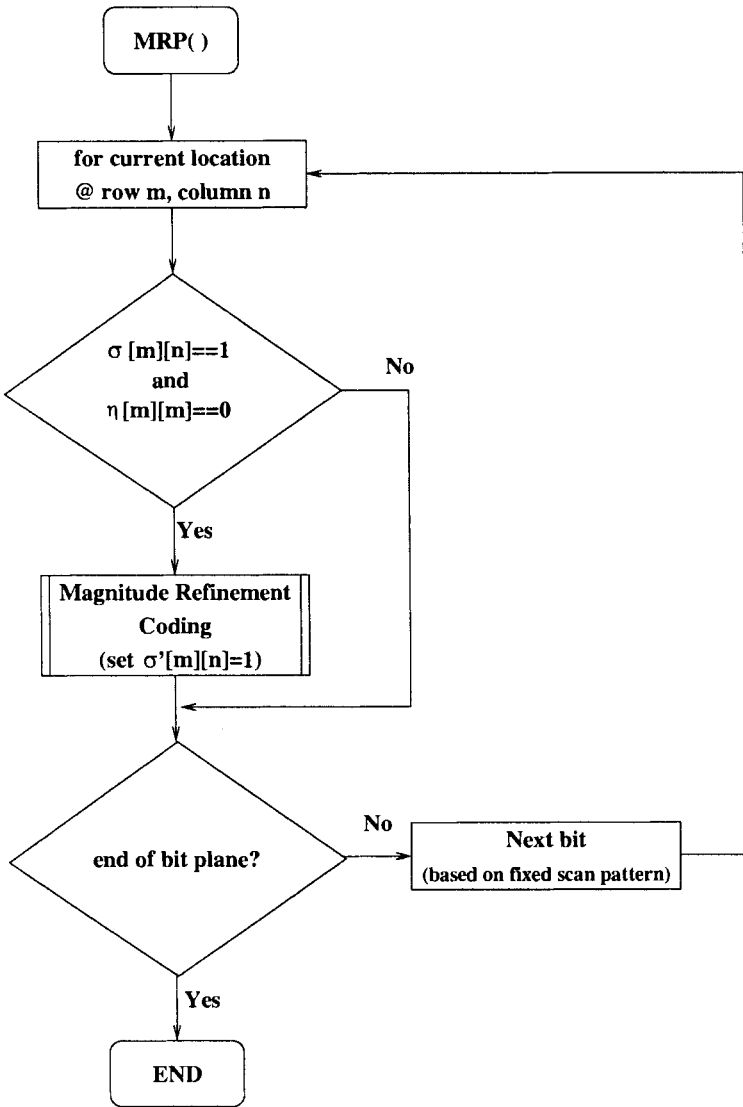 MRP( )
for current location
@ row m, column n
σ [m][n]==1
and
η [m][m]==0
No
Yes
Magnitude Refinement
Coding
(set σ'[m][n]=1)
end of bit plane?
No
Next bit
(based on fixed scan pattern)
Yes
END